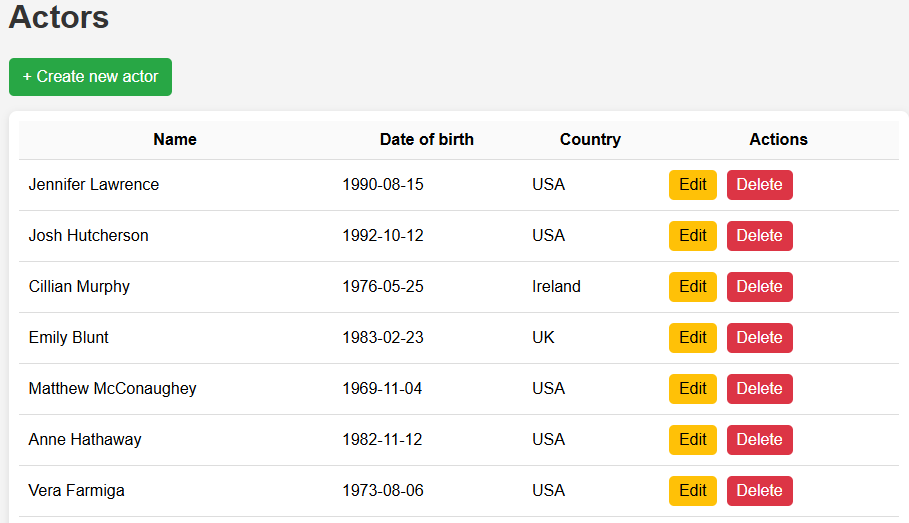 Actors
+ Create new actor
Name Date of birth Country Actions
Jennifer Lawrence 1990-08-15 USA Edit Delete
Josh Hutcherson 1992-10-12 USA Edit Delete
Cillian Murphy 1976-05-25 Ireland Edit Delete
Emily Blunt 1983-02-23 UK Edit Delete
Matthew McConaughey 1969-11-04 USA Edit Delete
Anne Hathaway 1982-11-12 USA Edit Delete
Vera Farmiga 1973-08-06 USA Edit Delete